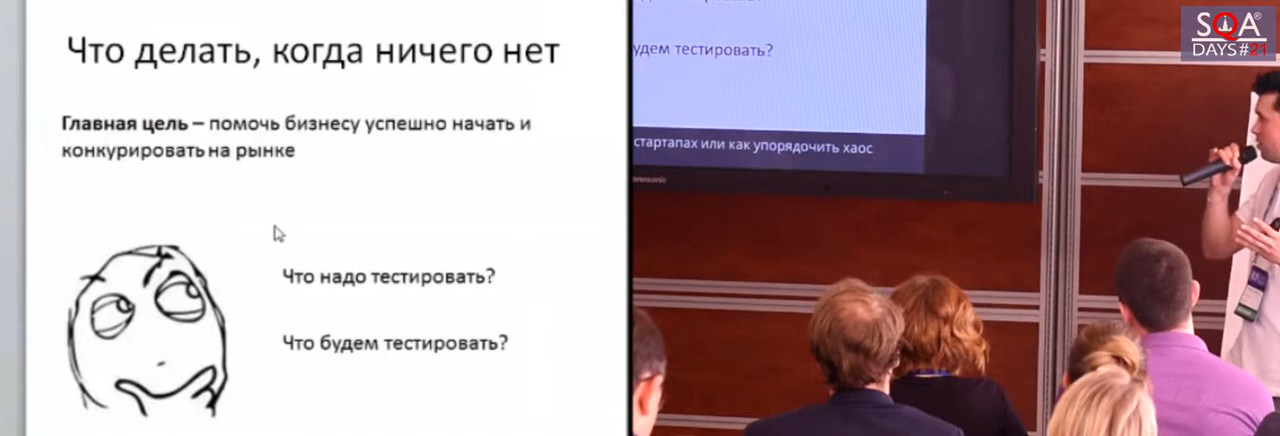 Что делать, когда ничего нет
Главная цель – помочь бизнесу успешно начать и
конкурировать на рынке
Что надо тестировать?
Что будем тестировать?
удем тестировать?
стартапах или как упорядочить хаос
SQA®
DAYS#21